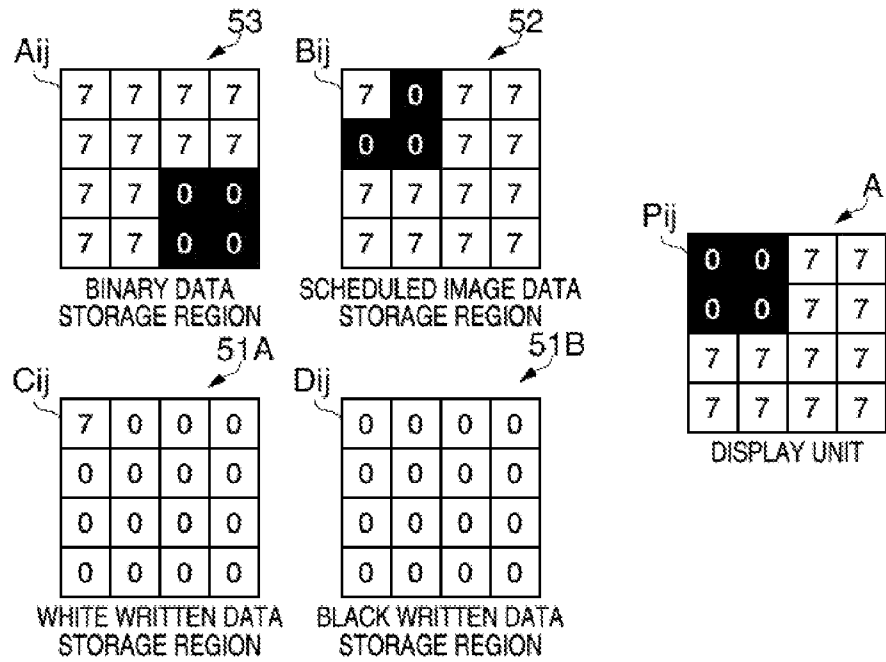 53
Aij
7 7 7 7
7 7 7 7
7 7 0 0
7 7 0 0
BINARY DATA
STORAGE REGION
52
Bij
7 0 7 7
0 0 7 7
7 7 7 7
7 7 7 7
SCHEDULED IMAGE DATA
STORAGE REGION
51A
Cij
7 0 0 0
0 0 0 0
0 0 0 0
0 0 0 0
WHITE WRITTEN DATA
STORAGE REGION
51B
Dij
0 0 0 0
0 0 0 0
0 0 0 0
0 0 0 0
BLACK WRITTEN DATA
STORAGE REGION
A
Pij
0 0 7 7
0 0 7 7
7 7 7 7
7 7 7 7
DISPLAY UNIT